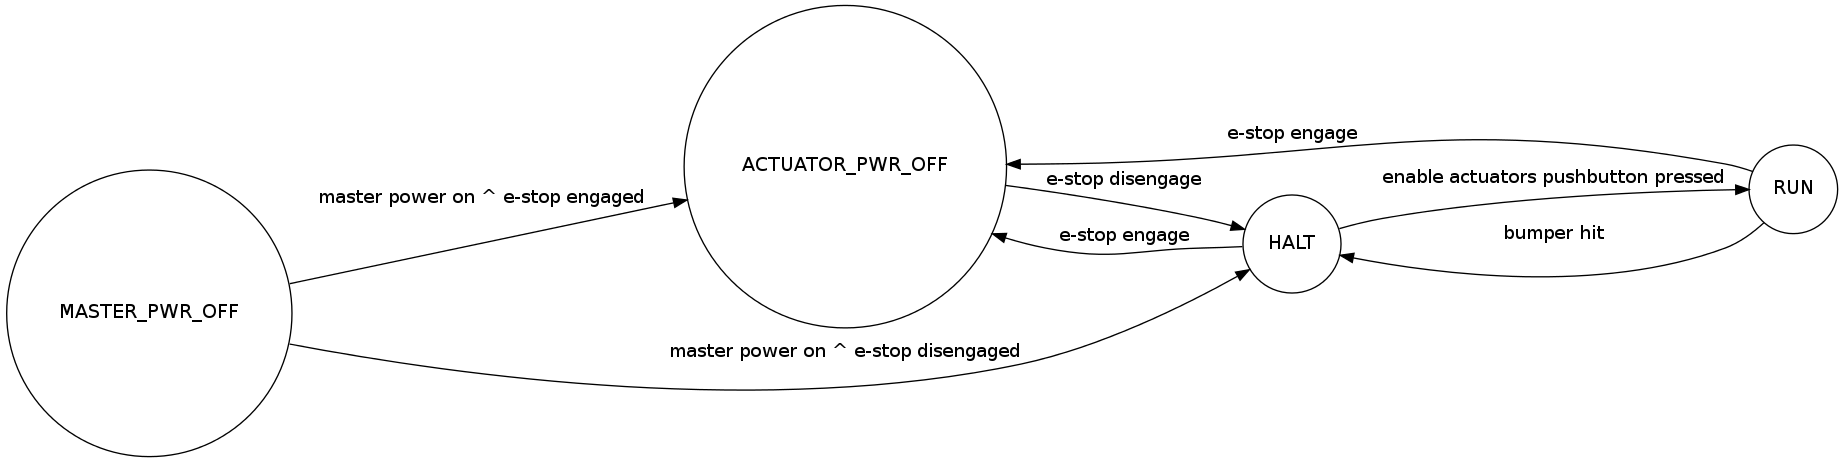 e-stop engage
ACTUATOR_PWR_OFF
e-stop disengage
enable actuators pushbutton pressed
RUN
master power on ^ e-stop engaged
e-stop engage
HALT
bumper hit
MASTER_PWR_OFF
master power on ^ e-stop disengaged